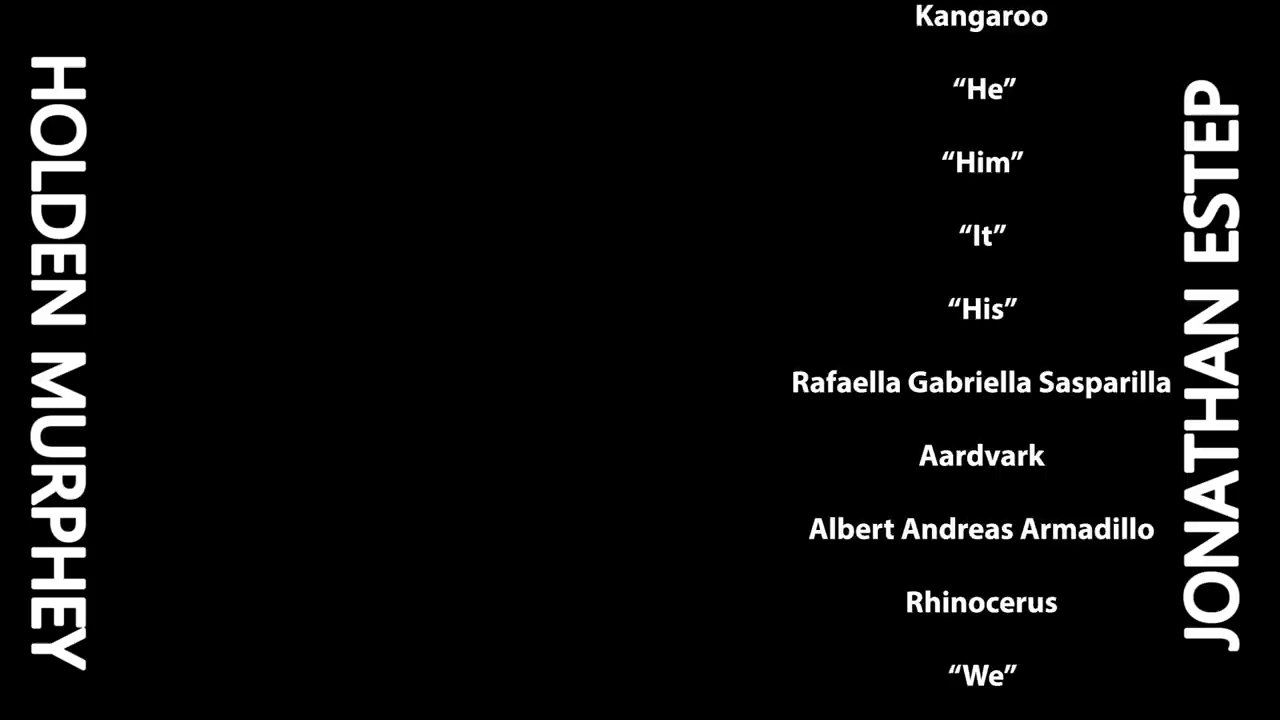 HOLDEN MURPHEY
Kangaroo
“He”
“Him”
“It”
“His”
Rafaella Gabriella Sasparilla
Aardvark
Albert Andreas Armadillo
Rhinocerus
“We”
JONATHAN ESTEP